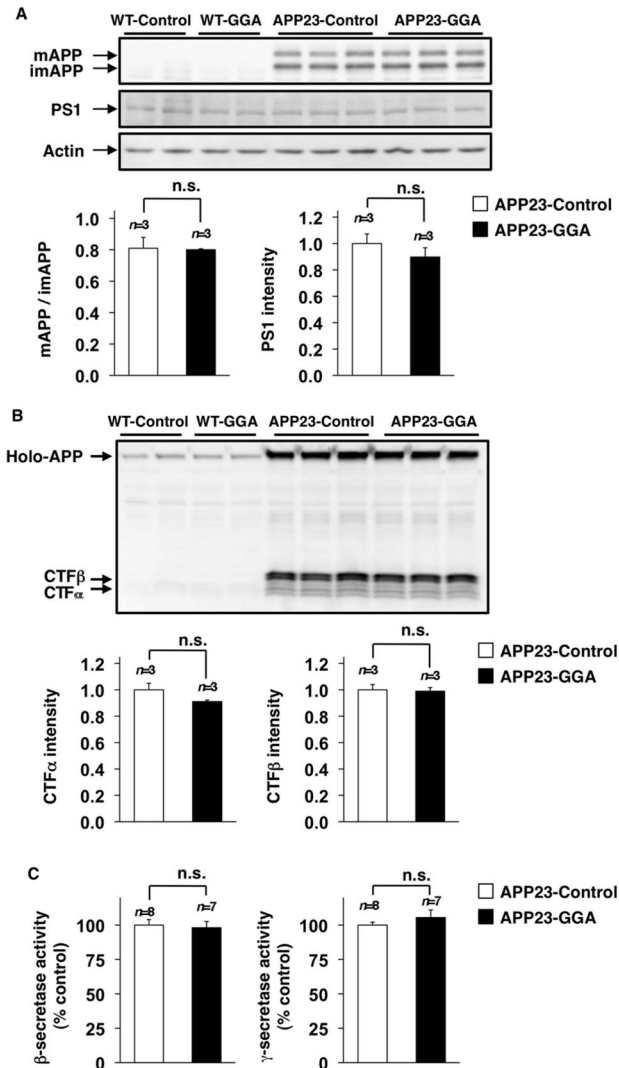 A
WT-Control WT-GGA APP23-Control APP23-GGA
mAPP
imAPP
PS1
Actin
n.s.
n=3
n=3
1.0
0.8
0.6
0.4
0.2
0.0
mAPP / imAPP
n.s.
n=3
n=3
1.2
1.0
0.8
0.6
0.4
0.2
0.0
PS1 intensity
APP23-Control
APP23-GGA
B
WT-Control WT-GGA APP23-Control APP23-GGA
Holo-APP
CTFβ
CTFα
n.s.
n=3
n=3
1.2
1.0
0.8
0.6
0.4
0.2
0.0
CTFα intensity
n.s.
n=3
n=3
1.2
1.0
0.8
0.6
0.4
0.2
0.0
CTFβ intensity
APP23-Control
APP23-GGA
C
n.s.
n=8
n=7
100
75
50
25
0
β-secretase activity
(% control)
n.s.
n=8
n=7
100
75
50
25
0
γ-secretase activity
(% control)
APP23-Control
APP23-GGA